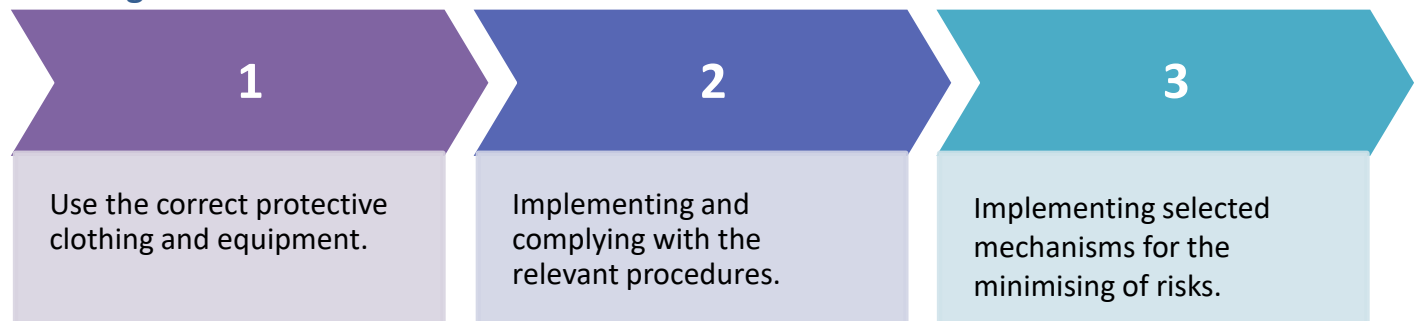 1
Use the correct protective
clothing and equipment.
2
Implementing and
complying with the
relevant procedures.
3
Implementing selected
mechanisms for the
minimising of risks.